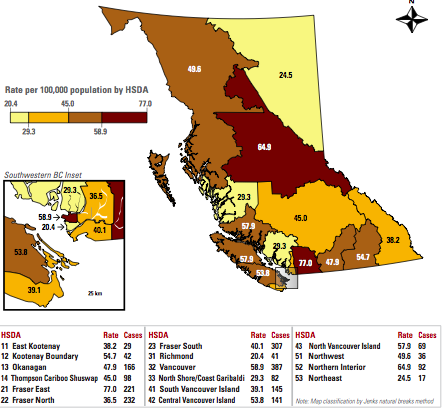 Rate per 100,000 population by HSDA
20.4 45.0 77.0
29.3 58.9
49.6
24.5
64.9
29.3
45.0
57.9
29.3
38.2
57.9
77.0
47.9
54.7
53.8
Southwestern BC Inset
29.3
36.5
58.9
20.4
40.1
53.8
39.1
25 km
HSDA Rate Cases
11 East Kootenay 38.2 29
12 Kootenay Boundary 54.7 42
13 Okanagan 47.9 166
14 Thompson Cariboo Shuswap 45.0 98
21 Fraser East 77.0 221
22 Fraser North 36.5 232
HSDA Rate Cases
23 Fraser South 40.1 307
31 Richmond 20.4 41
32 Vancouver 58.9 387
33 North Shore/Coast Garibaldi 29.3 82
41 South Vancouver Island 39.1 145
42 Central Vancouver Island 53.8 141
HSDA Rate Cases
43 North Vancouver Island 57.9 69
51 Northwest 49.6 36
52 Northern Interior 64.9 92
53 Northeast 24.5 17
Note: Map classification by Jenks natural breaks method